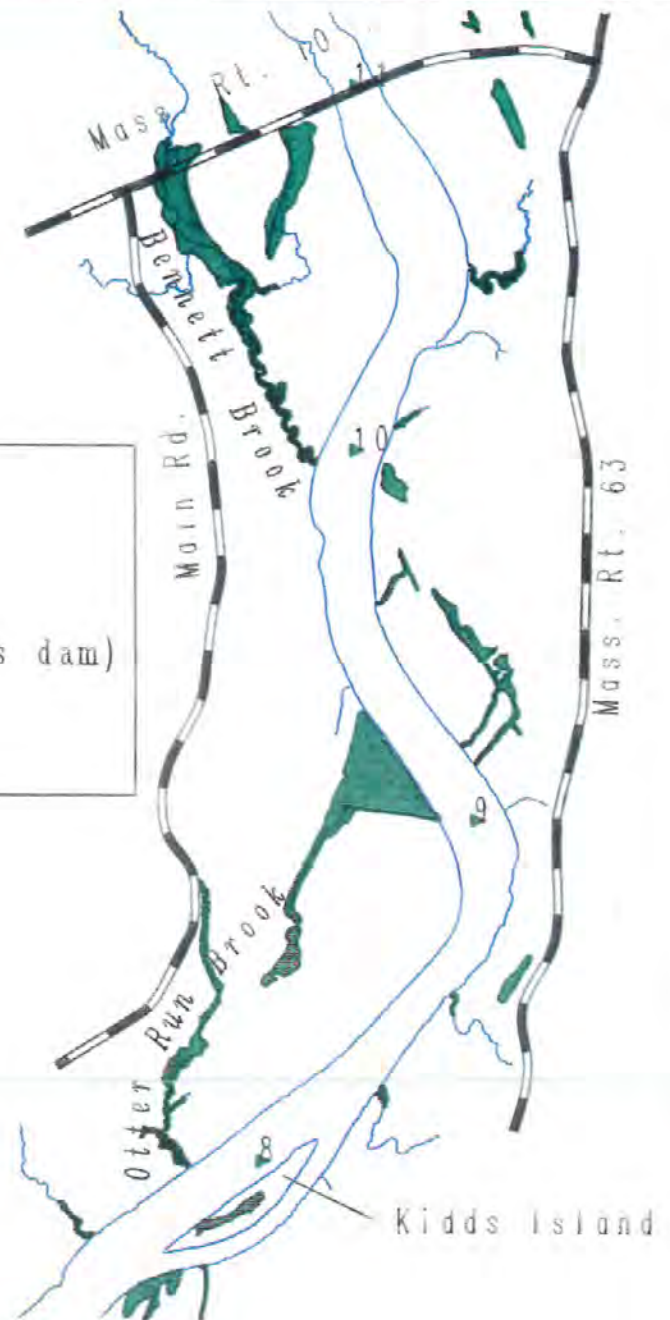 Mass. Rt. 10
11
Bennett Brook
10
Main Rd.
Mass. Rt. 63
s dam)
9
Otter Run Brook
8
Kidds Island